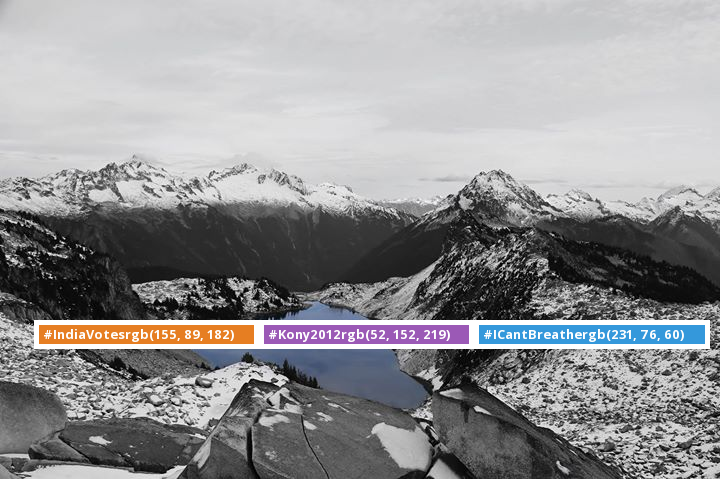 #IndiaVotesrgb(155, 89, 182) #Kony2012rgb(52, 152, 219) #ICantBreathergb(231, 76, 60)